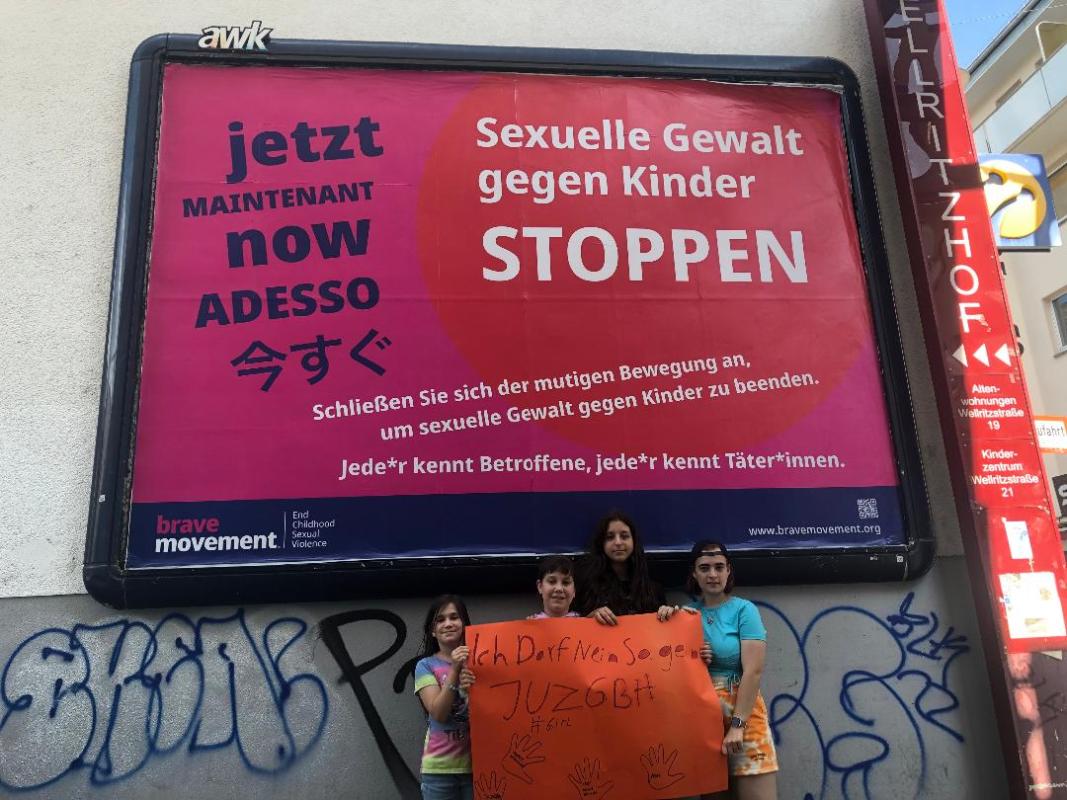 awk
jetzt
MAINTENANT
now
ADESSO
今すぐ
Sexuelle Gewalt
gegen Kinder
STOPPEN
Schließen Sie sich der mutigen Bewegung an,
um sexuelle Gewalt gegen Kinder zu beenden.
Jede*r kennt Betroffene, jede*r kennt Täter*innen.
brave
movement
End
Childhood
Sexual
Violence
www.bravemovement.org
ELLRITZHOF
Alten-
wohnungen
Wellritzstraße
19
Kinder-
zentrum
Wellritzstraße
21
ufahrt
Ich Darf Nein Sagen
JUZGBH
#Girl